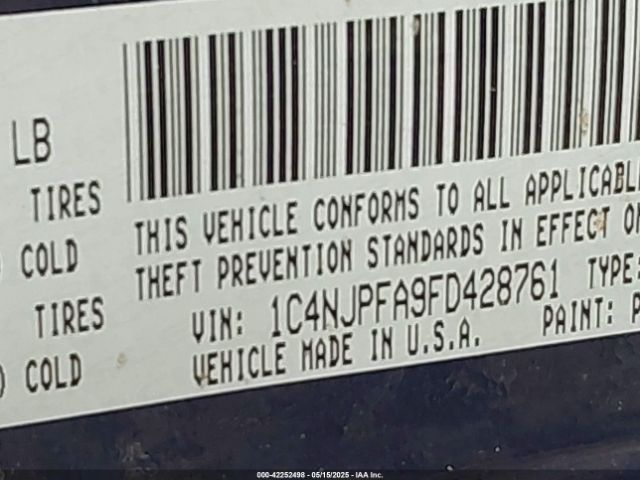 LB
TIRES
COLD
TIRES
) COLD
THIS VEHICLE CONFORMS TO ALL APPLICABL
THEFT PREVENTION STANDARDS IN EFFECT O
VIN: 1C4NJPFA9FD428761 TYPE:
VEHICLE MADE IN U.S.A. PAINT: P
000-42252498 - 05/15/2025 - IAA Inc.